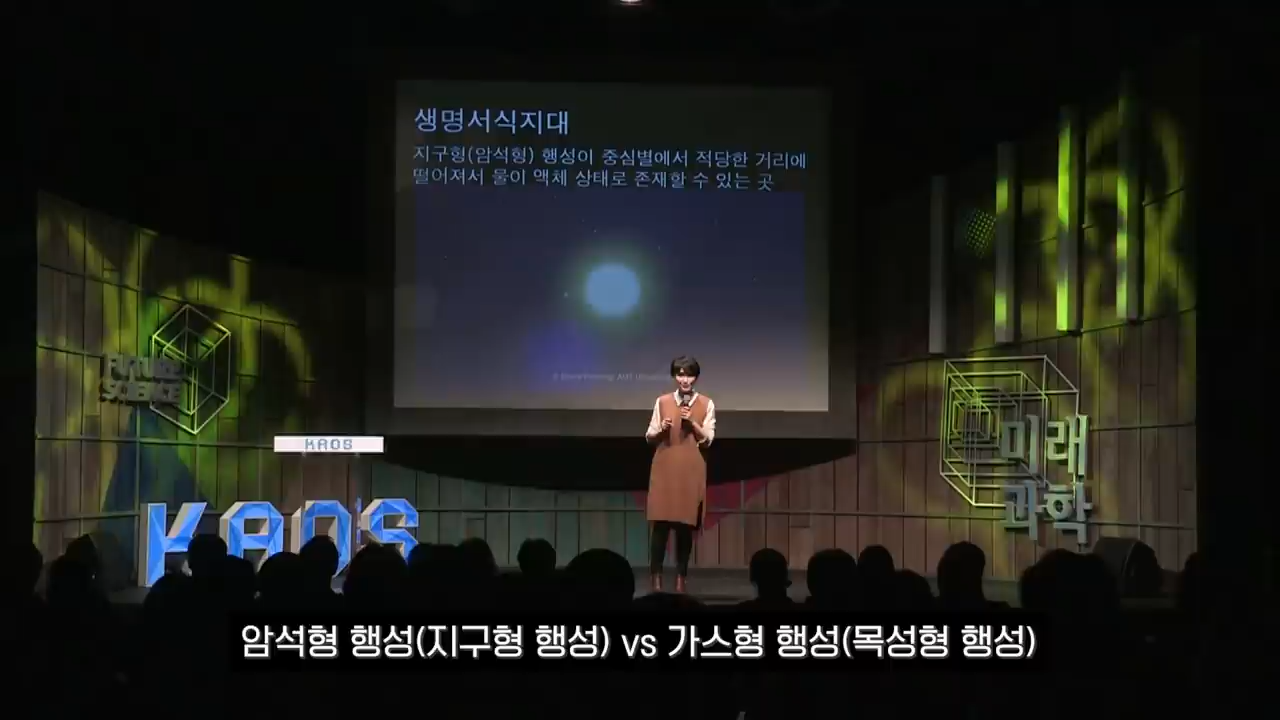 생명서식지대
지구형(암석형) 행성이 중심별에서 적당한 거리에
떨어져서 물이 액체 상태로 존재할 수 있는 곳
FUTURE
SCIENCE
KAOS
미래
과학
KAOS
암석형 행성(지구형 행성) vs 가스형 행성(목성형 행성)